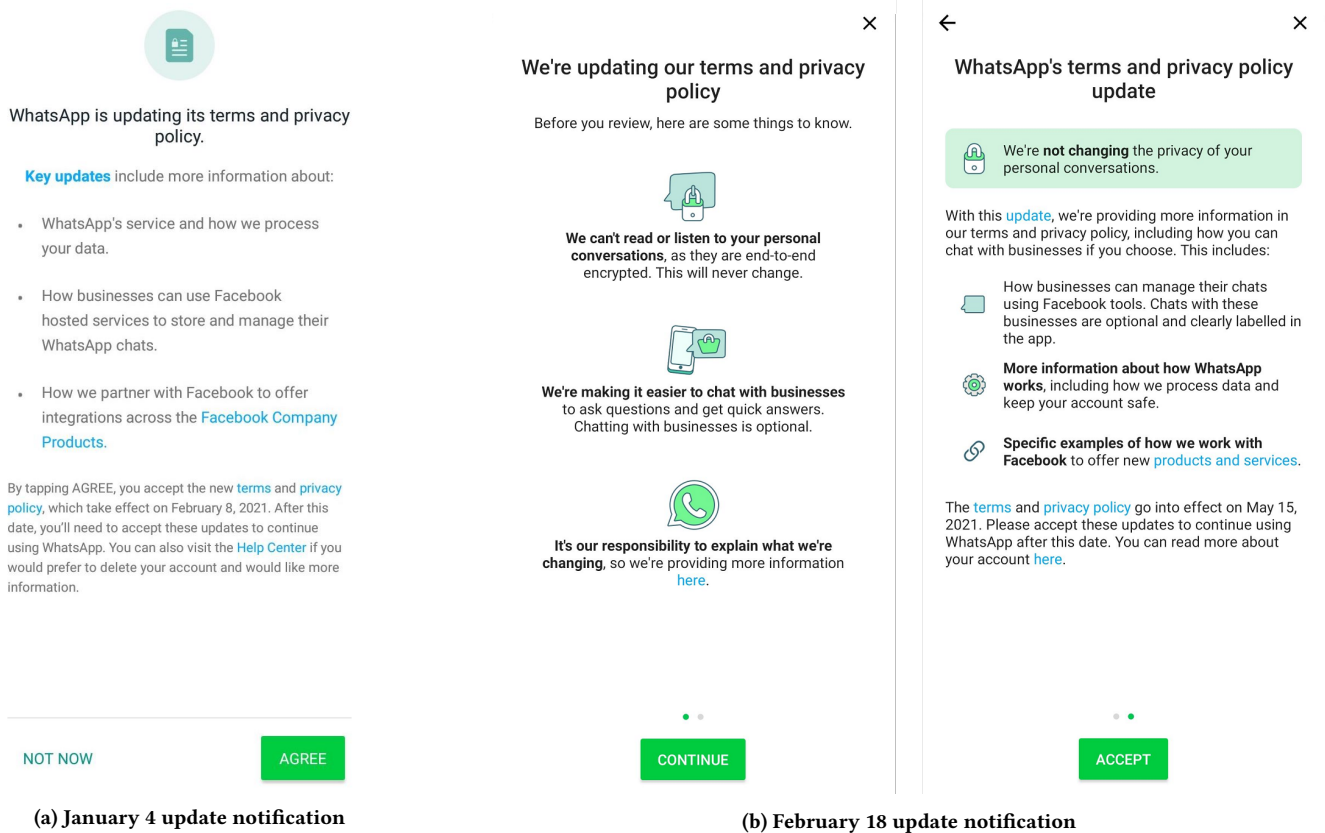 WhatsApp is updating its terms and privacy
policy.
Key updates include more information about:
• WhatsApp's service and how we process
your data.
• How businesses can use Facebook
hosted services to store and manage their
WhatsApp chats.
• How we partner with Facebook to offer
integrations across the Facebook Company
Products.
By tapping AGREE, you accept the new terms and privacy
policy, which take effect on February 8, 2021. After this
date, you'll need to accept these updates to continue
using WhatsApp. You can also visit the Help Center if you
would prefer to delete your account and would like more
information.
NOT NOW
AGREE
(a) January 4 update notification
We're updating our terms and privacy
policy
Before you review, here are some things to know.
We can't read or listen to your personal
conversations, as they are end-to-end
encrypted. This will never change.
We're making it easier to chat with businesses
to ask questions and get quick answers.
Chatting with businesses is optional.
It's our responsibility to explain what we're
changing, so we're providing more information
here.
CONTINUE
WhatsApp's terms and privacy policy
update
We're not changing the privacy of your
personal conversations.
With this update, we're providing more information in
our terms and privacy policy, including how you can
chat with businesses if you choose. This includes:
How businesses can manage their chats
using Facebook tools. Chats with these
businesses are optional and clearly labelled in
the app.
More information about how WhatsApp
works, including how we process data and
keep your account safe.
Specific examples of how we work with
Facebook to offer new products and services.
The terms and privacy policy go into effect on May 15,
2021. Please accept these updates to continue using
WhatsApp after this date. You can read more about
your account here.
ACCEPT
(b) February 18 update notification